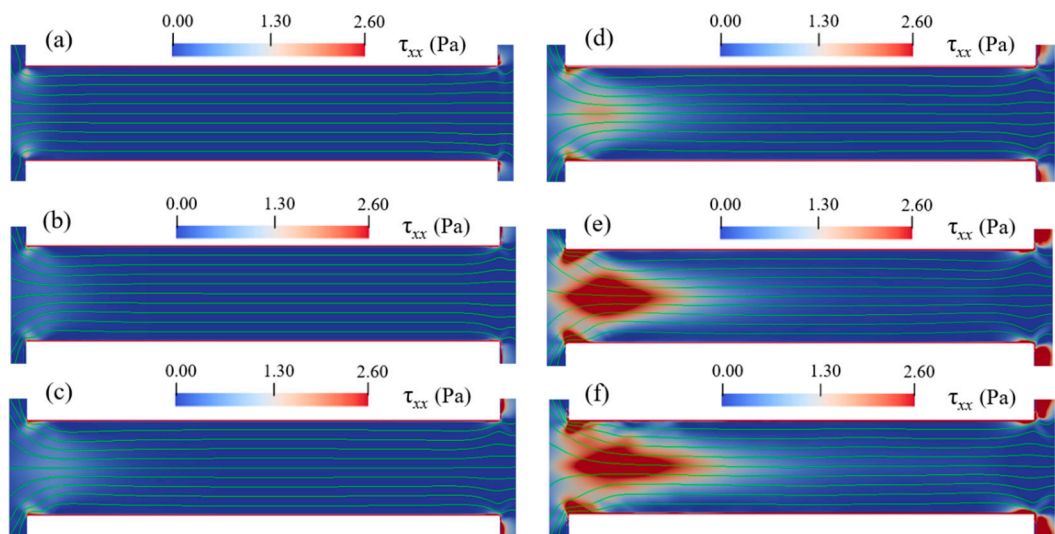 (a) 0.00 1.30 2.60 τxx (Pa)
(b) 0.00 1.30 2.60 τxx (Pa)
(c) 0.00 1.30 2.60 τxx (Pa)
(d) 0.00 1.30 2.60 τxx (Pa)
(e) 0.00 1.30 2.60 τxx (Pa)
(f) 0.00 1.30 2.60 τxx (Pa)